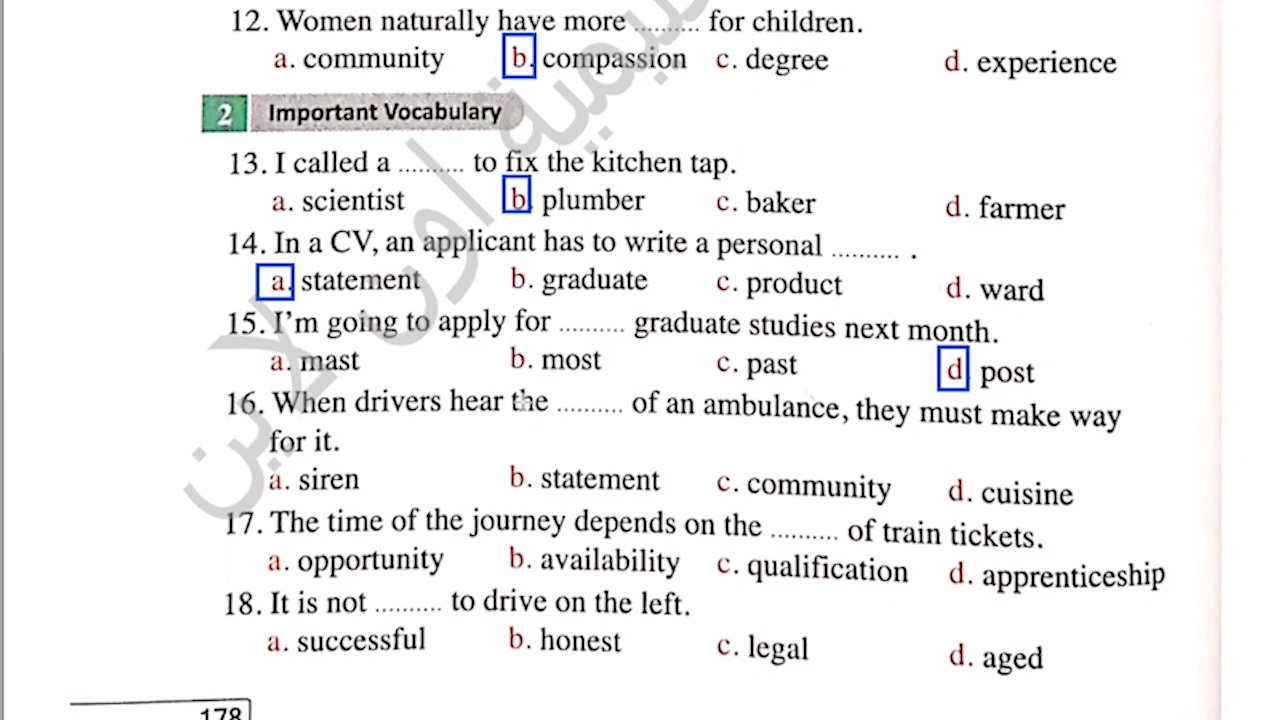 12. Women naturally have more .......... for children.
a. community b. compassion c. degree d. experience
2 Important Vocabulary
13. I called a .......... to fix the kitchen tap.
a. scientist b. plumber c. baker d. farmer
14. In a CV, an applicant has to write a personal .......... .
a. statement b. graduate c. product d. ward
15. I'm going to apply for .......... graduate studies next month.
a. mast b. most c. past d. post
16. When drivers hear the .......... of an ambulance, they must make way
for it.
a. siren b. statement c. community d. cuisine
17. The time of the journey depends on the .......... of train tickets.
a. opportunity b. availability c. qualification d. apprenticeship
18. It is not .......... to drive on the left.
a. successful b. honest c. legal d. aged
178